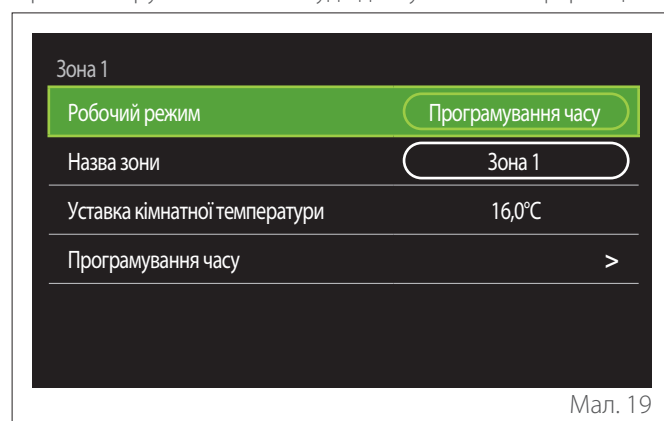 Зона 1
Робочий режим Програмування часу
Назва зони Зона 1
Уставка кімнатної температури 16,0°C
Програмування часу >
Мал. 19